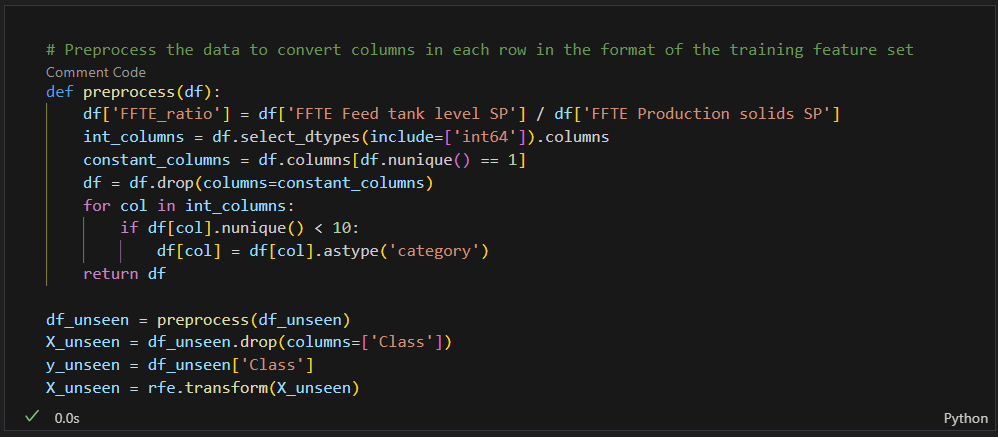 # Preprocess the data to convert columns in each row in the format of the training feature set
Comment Code
def preprocess(df):
    df['FFTE_ratio'] = df['FFTE Feed tank level SP'] / df['FFTE Production solids SP']
    int_columns = df.select_dtypes(include=['int64']).columns
    constant_columns = df.columns[df.nunique() == 1]
    df = df.drop(columns=constant_columns)
    for col in int_columns:
        if df[col].nunique() < 10:
            df[col] = df[col].astype('category')
    return df

df_unseen = preprocess(df_unseen)
X_unseen = df_unseen.drop(columns=['Class'])
y_unseen = df_unseen['Class']
X_unseen = rfe.transform(X_unseen)
0.0s
Python